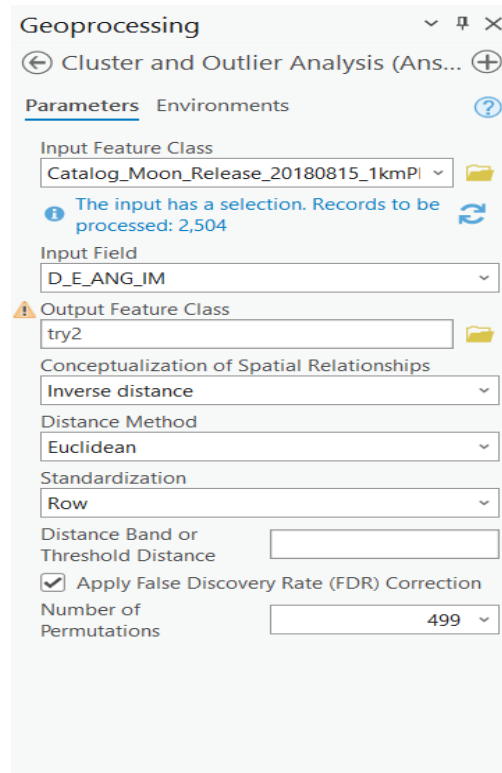 Geoprocessing
Cluster and Outlier Analysis (Ans...
Parameters Environments
Input Feature Class
Catalog_Moon_Release_20180815_1kmPl
The input has a selection. Records to be
processed: 2,504
Input Field
D_E_ANG_IM
Output Feature Class
try2
Conceptualization of Spatial Relationships
Inverse distance
Distance Method
Euclidean
Standardization
Row
Distance Band or
Threshold Distance
Apply False Discovery Rate (FDR) Correction
Number of
Permutations
499